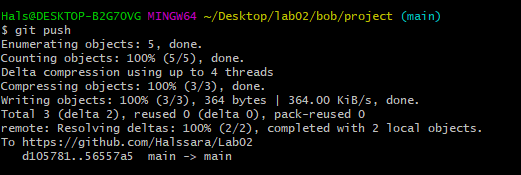 Hals@DESKTOP-B2G7OVG MINGW64 ~/Desktop/lab02/bob/project (main)
$ git push
Enumerating objects: 5, done.
Counting objects: 100% (5/5), done.
Delta compression using up to 4 threads
Compressing objects: 100% (3/3), done.
Writing objects: 100% (3/3), 364 bytes | 364.00 KiB/s, done.
Total 3 (delta 2), reused 0 (delta 0), pack-reused 0
remote: Resolving deltas: 100% (2/2), completed with 2 local objects.
To https://github.com/Halssara/Lab02
   d105781..56557a5  main -> main